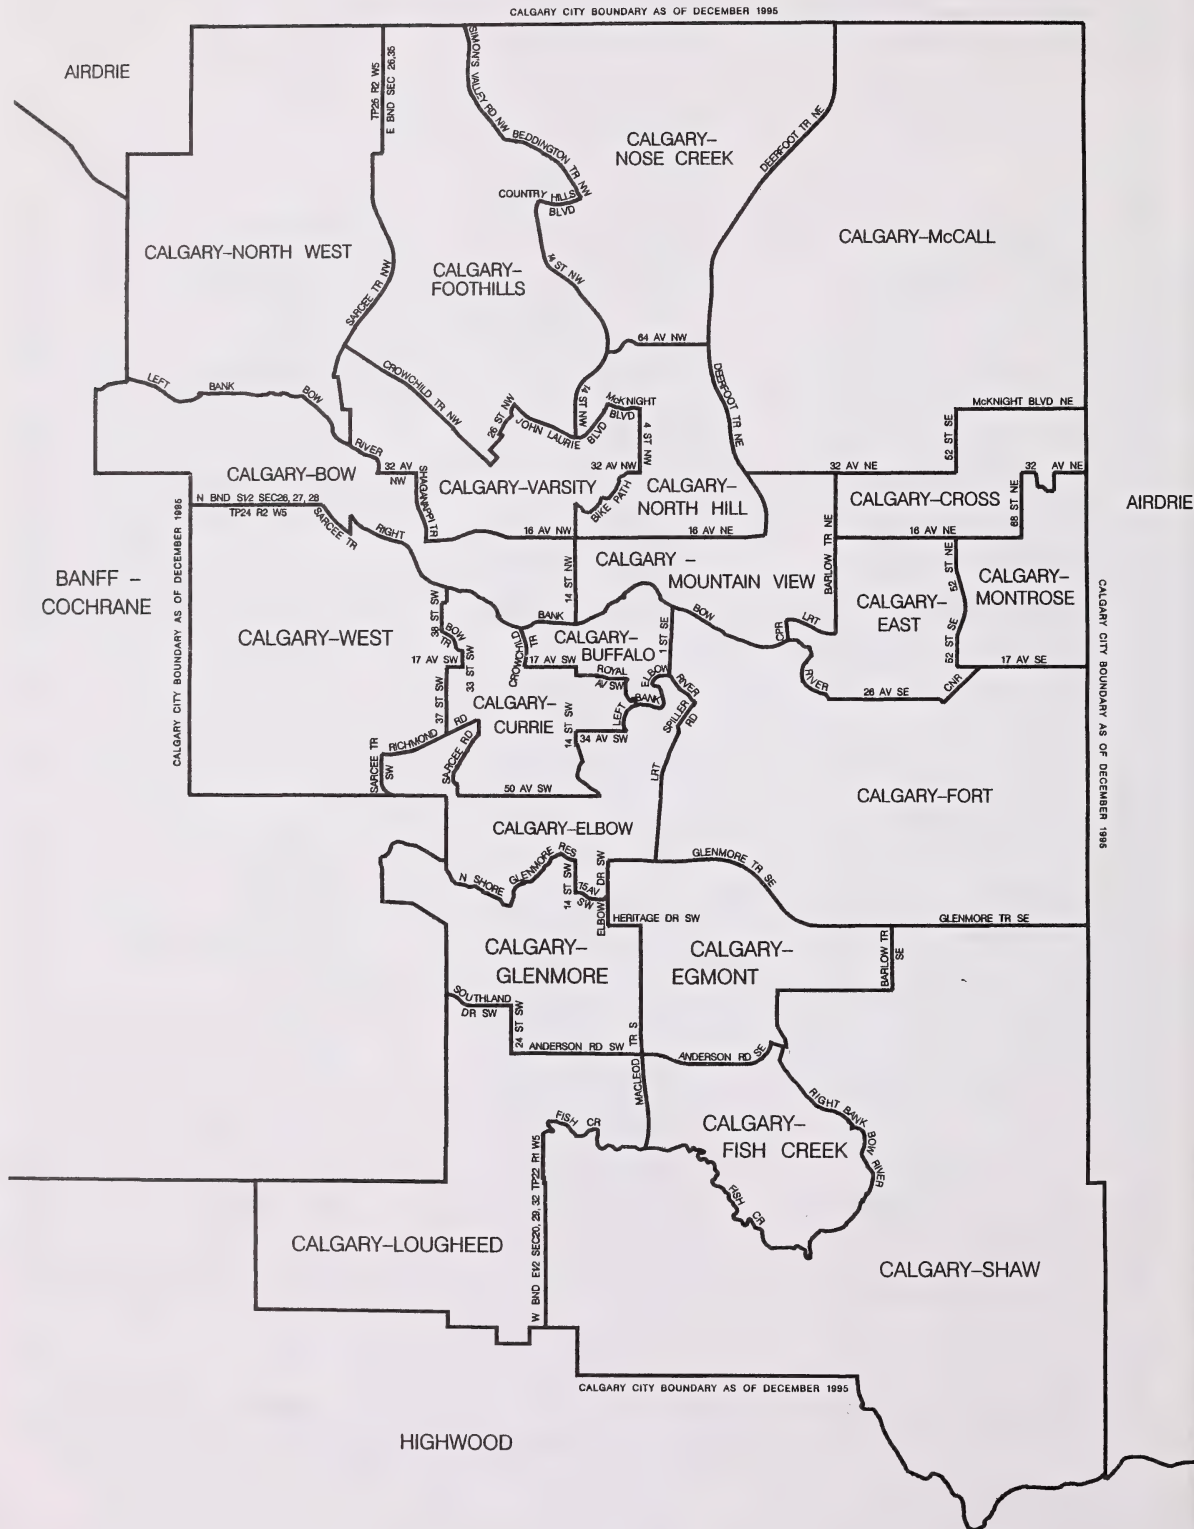 CALGARY CITY BOUNDARY AS OF DECEMBER 1995
AIRDRIE
TP25 R2 W5
E BND SEC 26,35
SIMON'S VALLEY RD NW
BEDDINGTON TR NW
CALGARY-
NOSE CREEK
DEERFOOT TR NE
COUNTRY HILLS
BLVD
CALGARY-NORTH WEST
CALGARY-McCALL
CALGARY-
FOOTHILLS
14 ST NW
SARCEE TR NW
64 AV NW
CROWCHILD TR NW
DEERFOOT TR NE
LEFT BANK BOW RIVER
26 ST NW
JOHN LAURIE BLVD
14 ST NW
McKNIGHT
BLVD
4 ST NW
McKNIGHT BLVD NE
52 ST SE
32 AV
NW
SHAGANAPPI TR
32 AV NW
32 AV NE
32 AV NE
CALGARY-BOW
CALGARY-VARSITY
BIKE PATH
CALGARY-
NORTH HILL
CALGARY-CROSS
68 ST NE
AIRDRIE
N BND S1/2 SEC26, 27, 28
TP24 R2 W5
SARCEE TR
RIGHT BANK BOW RIVER
16 AV NW
16 AV NE
16 AV NE
CALGARY CITY BOUNDARY AS OF DECEMBER 1995
BANFF -
COCHRANE
14 ST NW
CALGARY -
MOUNTAIN VIEW
BARLOW TR NE
52 ST NE
CALGARY-
MONTROSE
CALGARY-
EAST
CALGARY CITY BOUNDARY AS OF DECEMBER 1995
CALGARY-WEST
38 ST SW
BOW TR
33 ST SW
17 AV SW
CROWCHILD TR
17 AV SW
CALGARY-
BUFFALO
1 ST SE
CPR
LRT
52 ST SE
17 AV SE
CNR
26 AV SE
ROYAL
AV SW
ELBOW RIVER
LEFT BANK
SPILLER RD
CALGARY-
CURRIE
14 ST SW
34 AV SW
37 ST SW
RICHMOND RD
SARCEE TR
SW
SARCEE RD
LRT
50 AV SW
CALGARY-FORT
CALGARY-ELBOW
N SHORE GLENMORE RES
14 ST SW
75 AV
SW
ELBOW DR SW
GLENMORE TR SE
HERITAGE DR SW
GLENMORE TR SE
BARLOW TR
SE
CALGARY-
GLENMORE
CALGARY-
EGMONT
SOUTHLAND
DR SW
24 ST SW
ANDERSON RD SW
MACLEOD TR S
ANDERSON RD SE
RIGHT BANK BOW RIVER
FISH CR
CALGARY-
FISH CREEK
FISH CR
W BND E1/2 SEC20, 29, 32 TP22 R1 W5
CALGARY-LOUGHEED
CALGARY-SHAW
CALGARY CITY BOUNDARY AS OF DECEMBER 1995
HIGHWOOD